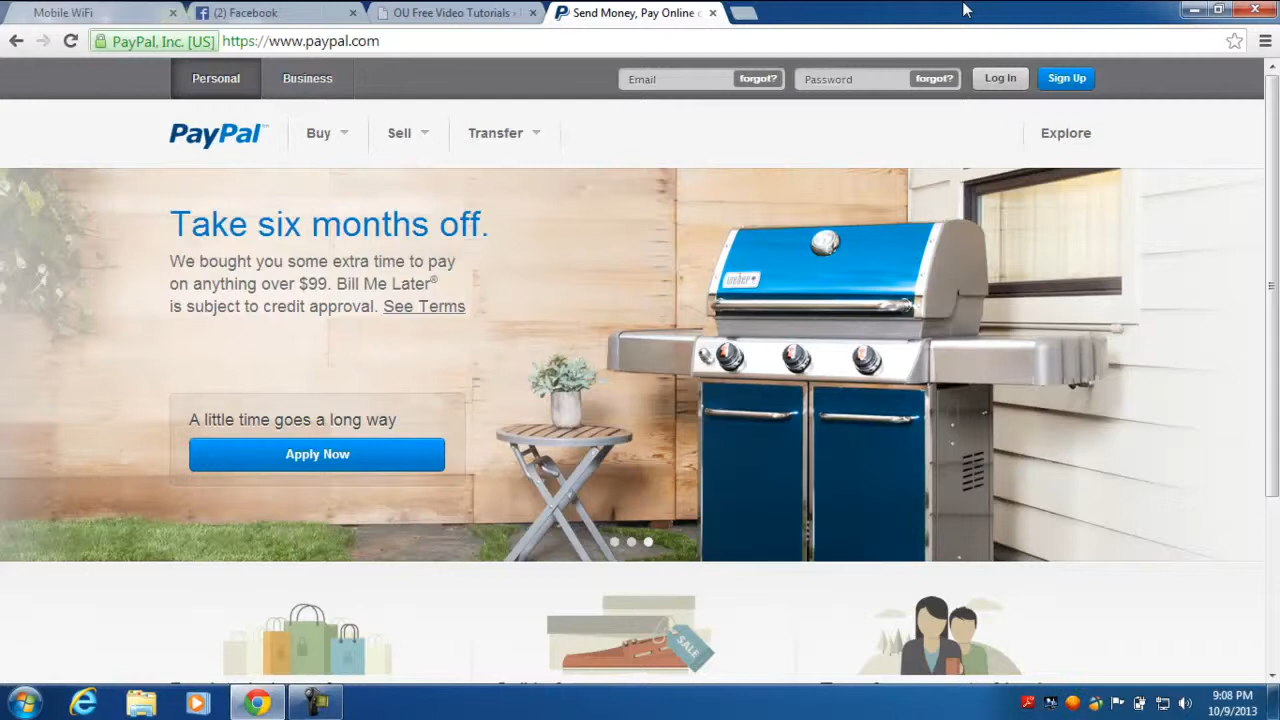 Mobile WiFi
(2) Facebook
OU Free Video Tutorials ›
Send Money, Pay Online o
PayPal, Inc. [US]
https://www.paypal.com
Personal
Business
Email
forgot?
Password
forgot?
Log In
Sign Up
PayPal
Buy
Sell
Transfer
Explore
Take six months off.
We bought you some extra time to pay
on anything over $99. Bill Me Later®
is subject to credit approval. See Terms
A little time goes a long way
Apply Now
weber
SALE
9:08 PM
10/9/2013